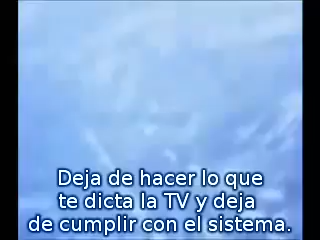 Deja de hacer lo que
te dicta la TV y deja
de cumplir con el sistema.